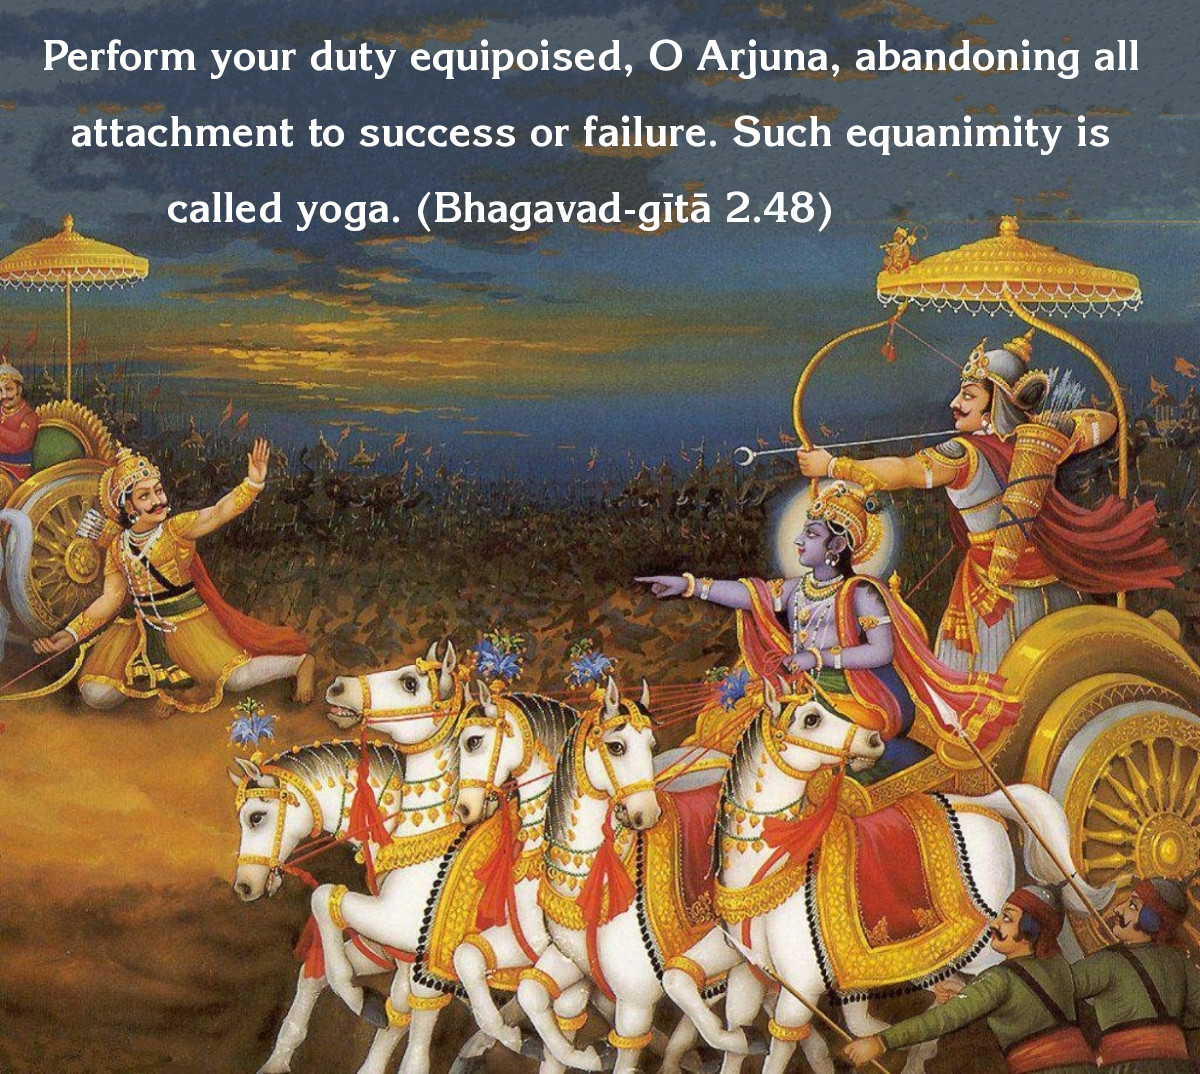 Perform your duty equipoised, O Arjuna, abandoning all
attachment to success or failure. Such equanimity is
called yoga. (Bhagavad-gītā 2.48)